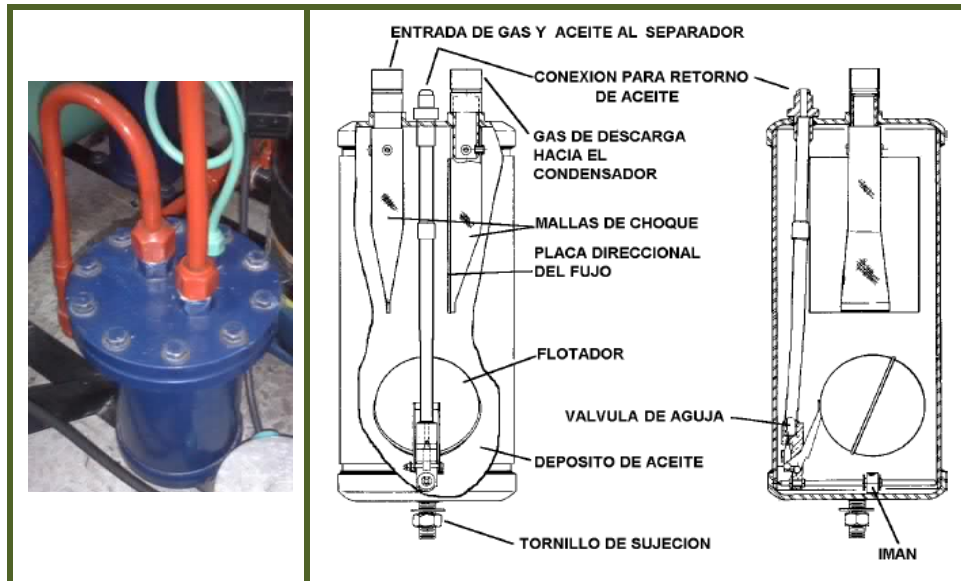 ENTRADA DE GAS Y ACEITE AL SEPARADOR
CONEXION PARA RETORNO
DE ACEITE
GAS DE DESCARGA
HACIA EL
CONDENSADOR
MALLAS DE CHOQUE
PLACA DIRECCIONAL
DEL FUJO
FLOTADOR
VALVULA DE AGUJA
DEPOSITO DE ACEITE
TORNILLO DE SUJECION
IMAN